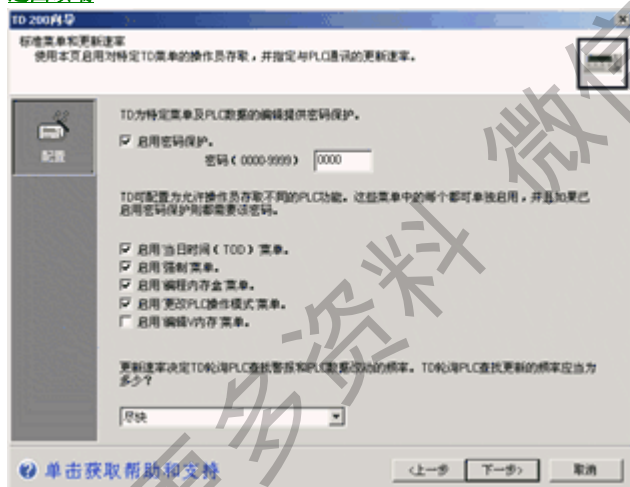 TD 200向导
标准菜单和更新速率
使用本页启用对特定TD菜单的操作员存取，并指定与PLC通讯的更新速率。
配置
TD为特定菜单及PLC数据的编辑提供密码保护。
启用密码保护。
密码(0000-9999)
0000
TD可配置为允许操作员存取不同的PLC功能。这些菜单中的每个都可单独启用，并且如果已
启用密码保护则都需要该密码。
启用'当日时间(TOD)'菜单。
启用'强制'菜单。
启用'编程内存盒'菜单。
启用'更改PLC操作模式'菜单。
启用'编辑V内存'菜单。
更新速率决定TD轮询PLC查找警报和PLC数据改动的频率。TD轮询PLC查找更新的频率应当为
多少？
尽快
单击获取帮助和支持
<上一步
下一步>
取消
更多资料
微信